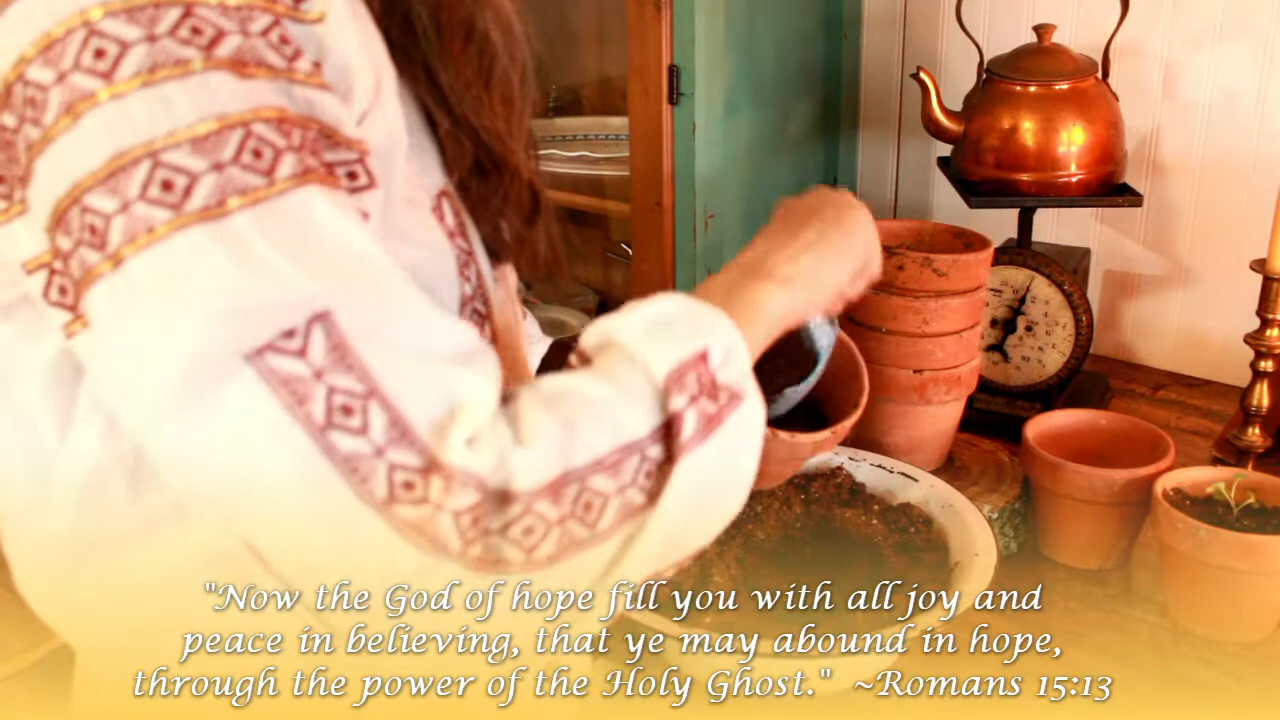 "Now the God of hope fill you with all joy and
peace in believing, that ye may abound in hope,
through the power of the Holy Ghost." ~Romans 15:13